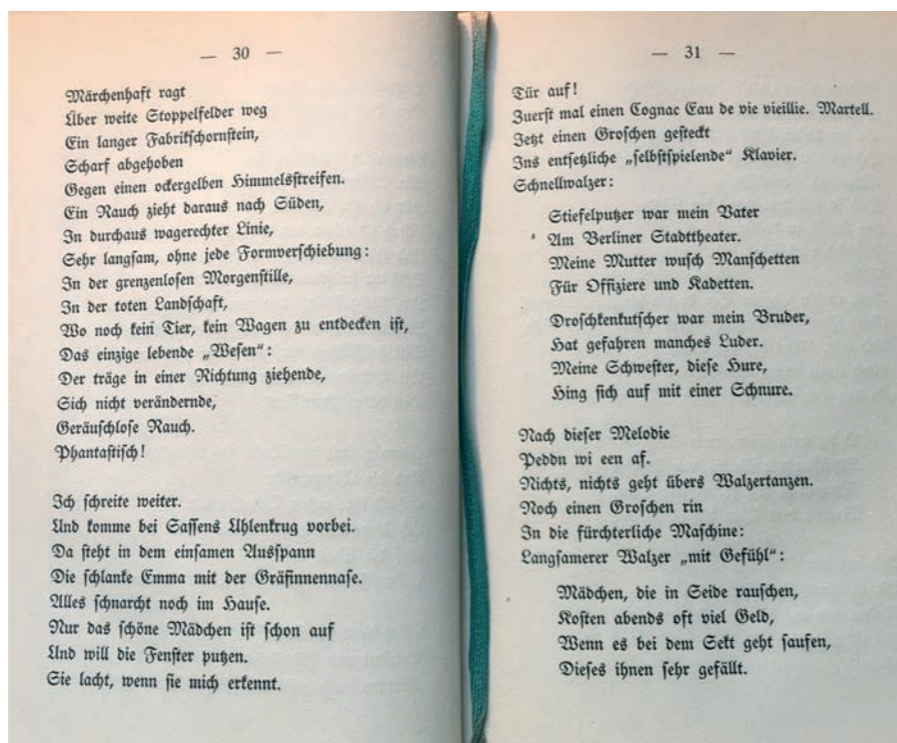 — 30 —
Märchenhaft ragt
Über weite Stoppelfelder weg
Ein langer Fabrikschornstein,
Scharf abgehoben
Gegen einen ockergelben Himmelsstreifen.
Ein Rauch zieht daraus nach Süden,
In durchaus wagerechter Linie,
Sehr langsam, ohne jede Formverschiebung:
In der grenzenlosen Morgenstille,
In der toten Landschaft,
Wo noch kein Tier, kein Wagen zu entdecken ist,
Das einzige lebende „Wesen“:
Der träge in einer Richtung ziehende,
Sich nicht verändernde,
Geräuschlose Rauch.
Phantastisch!
Ich schreite weiter.
Und komme bei Sassens Uhlenkrug vorbei.
Da steht in dem einsamen Ausspann
Die schlanke Emma mit der Gräfinnennase.
Alles schnarcht noch im Hause.
Nur das schöne Mädchen ist schon auf
Und will die Fenster putzen.
Sie lacht, wenn sie mich erkennt.
— 31 —
Tür auf!
Zuerst mal einen Cognac Eau de vie vieillie. Martell.
Jetzt einen Groschen gesteckt
Ins entsetzliche „selbstspielende“ Klavier.
Schnellwalzer:
Stiefelputzer war mein Vater
Am Berliner Stadttheater.
Meine Mutter wusch Manschetten
Für Offiziere und Kadetten.
Droschkenkutscher war mein Bruder,
Hat gefahren manches Luder.
Meine Schwester, diese Hure,
Hing sich auf mit einer Schnure.
Nach dieser Melodie
Peddn wi een af.
Nichts, nichts geht übers Walzertanzen.
Noch einen Groschen rin
In die fürchterliche Maschine:
Langsamerer Walzer „mit Gefühl“:
Mädchen, die in Seide rauschen,
Kosten abends oft viel Geld,
Wenn es bei dem Sekt geht saufen,
Dieses ihnen sehr gefällt.